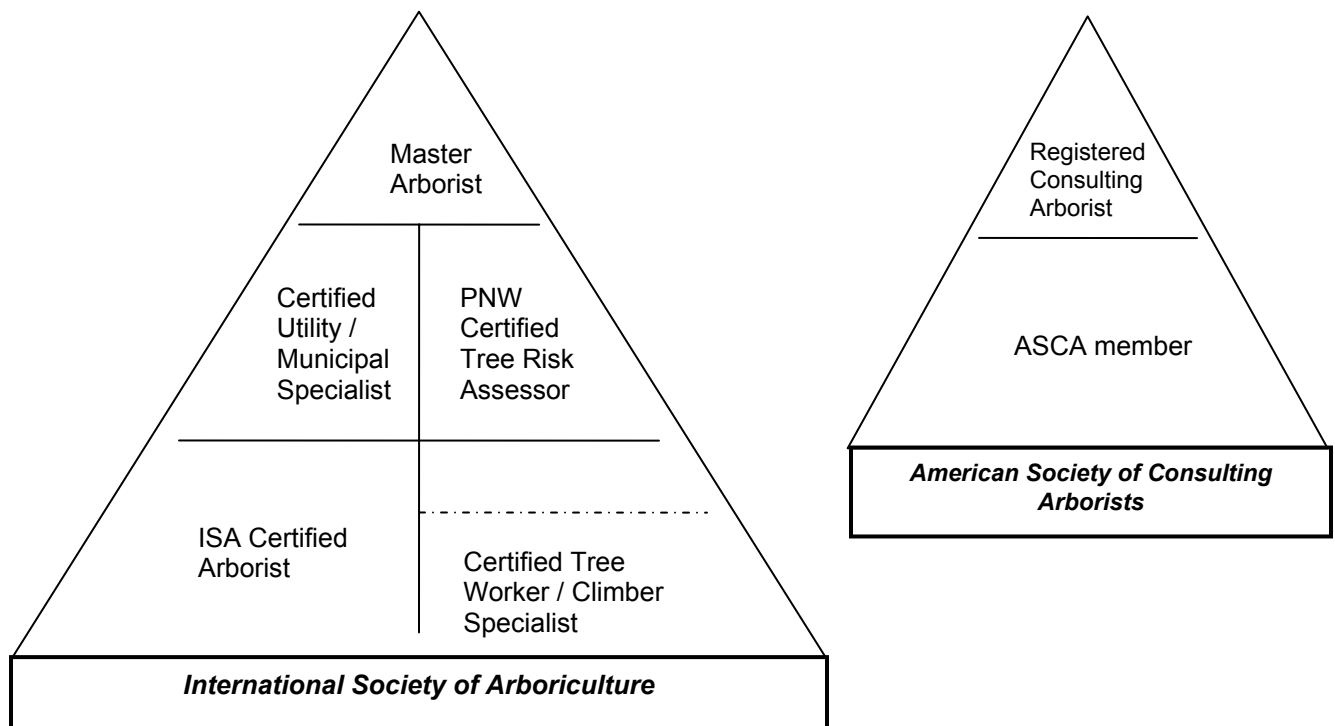 Master
Arborist
Certified
Utility /
Municipal
Specialist
PNW
Certified
Tree Risk
Assessor
ISA Certified
Arborist
Certified Tree
Worker / Climber
Specialist
International Society of Arboriculture
Registered
Consulting
Arborist
ASCA member
American Society of Consulting
Arborists